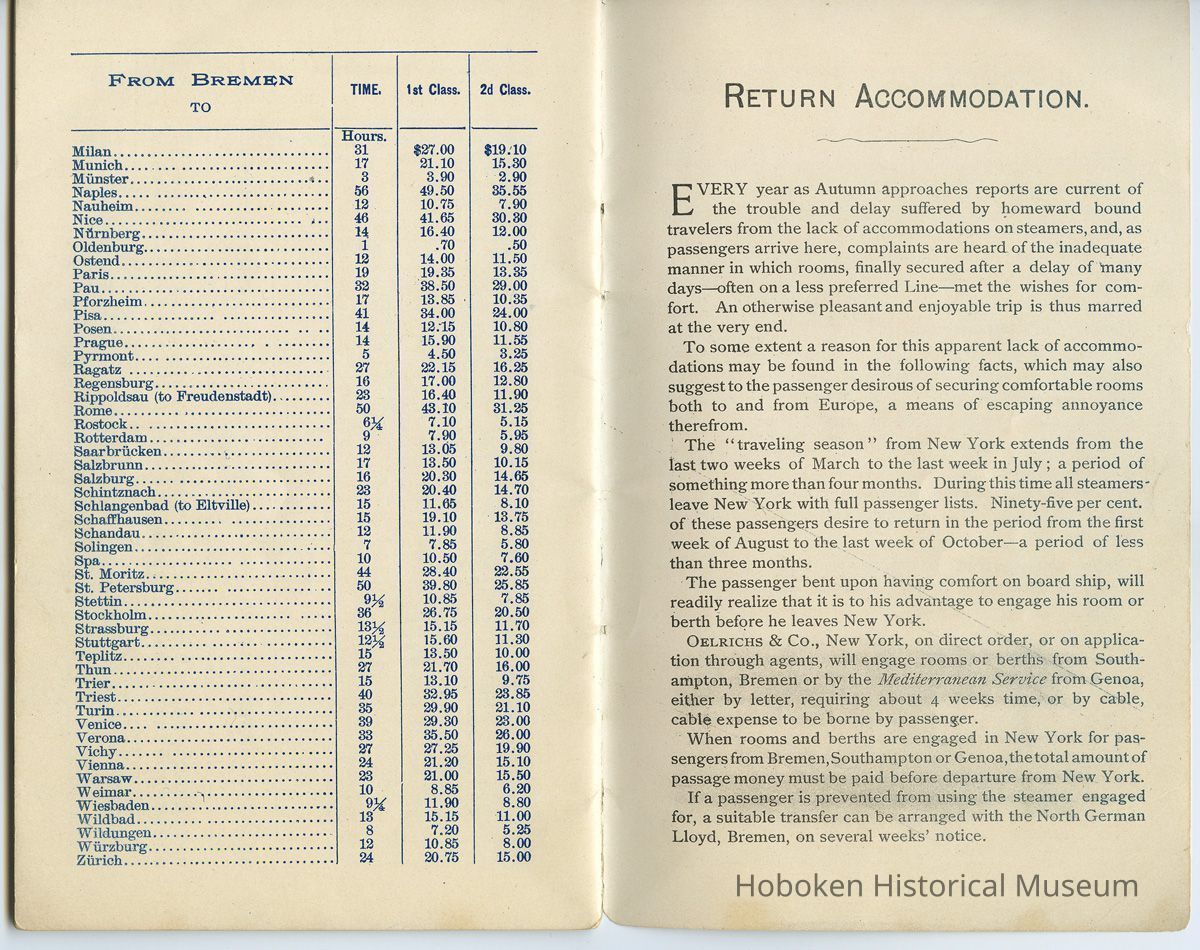 FROM BREMEN
TO
TIME. 1st Class. 2d Class.
Hours.
Milan 31 $27.00 $19.10
Munich 17 21.10 15.30
Münster 3 3.90 2.90
Naples 56 49.50 35.55
Nauheim 12 10.75 7.90
Nice 46 41.65 30.30
Nürnberg 14 16.40 12.00
Oldenburg 1 .70 .50
Ostend 12 14.00 11.50
Paris 19 19.35 13.35
Pau 32 38.50 29.00
Pforzheim 17 13.85 10.35
Pisa 41 34.00 24.00
Posen 14 12.15 10.80
Prague 14 15.90 11.55
Pyrmont 5 4.50 3.25
Ragatz 27 22.15 16.25
Regensburg 16 17.00 12.80
Rippoldsau (to Freudenstadt) 23 16.40 11.90
Rome 50 43.10 31.25
Rostock 6¼ 7.10 5.15
Rotterdam 9 7.90 5.95
Saarbrücken 12 13.05 9.80
Salzbrunn 17 13.50 10.15
Salzburg 16 20.30 14.65
Schintznach 23 20.40 14.70
Schlangenbad (to Eltville) 15 11.65 8.10
Schaffhausen 15 19.10 13.75
Schandau 12 11.90 8.85
Solingen 7 7.85 5.80
Spa 10 10.50 7.60
St. Moritz 44 28.40 22.55
St. Petersburg 50 39.80 25.85
Stettin 9½ 10.85 7.85
Stockholm 36 26.75 20.50
Strassburg 13½ 15.15 11.70
Stuttgart 12½ 15.60 11.30
Teplitz 15 13.50 10.00
Thun 27 21.70 16.00
Trier 15 13.10 9.75
Triest 40 32.95 23.85
Turin 35 29.90 21.10
Venice 39 29.30 23.00
Verona 33 35.50 26.00
Vichy 27 27.25 19.90
Vienna 24 21.20 15.10
Warsaw 23 21.00 15.50
Weimar 10 8.85 6.20
Wiesbaden 9¼ 11.90 8.80
Wildbad 13 15.15 11.00
Wildungen 8 7.20 5.25
Würzburg 12 10.85 8.00
Zürich 24 20.75 15.00
RETURN ACCOMMODATION.
EVERY year as Autumn approaches reports are current of
the trouble and delay suffered by homeward bound
travelers from the lack of accommodations on steamers, and, as
passengers arrive here, complaints are heard of the inadequate
manner in which rooms, finally secured after a delay of many
days—often on a less preferred Line—met the wishes for com-
fort. An otherwise pleasant and enjoyable trip is thus marred
at the very end.
To some extent a reason for this apparent lack of accommo-
dations may be found in the following facts, which may also
suggest to the passenger desirous of securing comfortable rooms
both to and from Europe, a means of escaping annoyance
therefrom.
The "traveling season" from New York extends from the
last two weeks of March to the last week in July; a period of
something more than four months. During this time all steamers
leave New York with full passenger lists. Ninety-five per cent.
of these passengers desire to return in the period from the first
week of August to the last week of October—a period of less
than three months.
The passenger bent upon having comfort on board ship, will
readily realize that it is to his advantage to engage his room or
berth before he leaves New York.
OELRICHS & CO., New York, on direct order, or on applica-
tion through agents, will engage rooms or berths from South-
ampton, Bremen or by the Mediterranean Service from Genoa,
either by letter, requiring about 4 weeks time, or by cable,
cable expense to be borne by passenger.
When rooms and berths are engaged in New York for pas-
sengers from Bremen, Southampton or Genoa, the total amount of
passage money must be paid before departure from New York.
If a passenger is prevented from using the steamer engaged
for, a suitable transfer can be arranged with the North German
Lloyd, Bremen, on several weeks' notice.
Hoboken Historical Museum